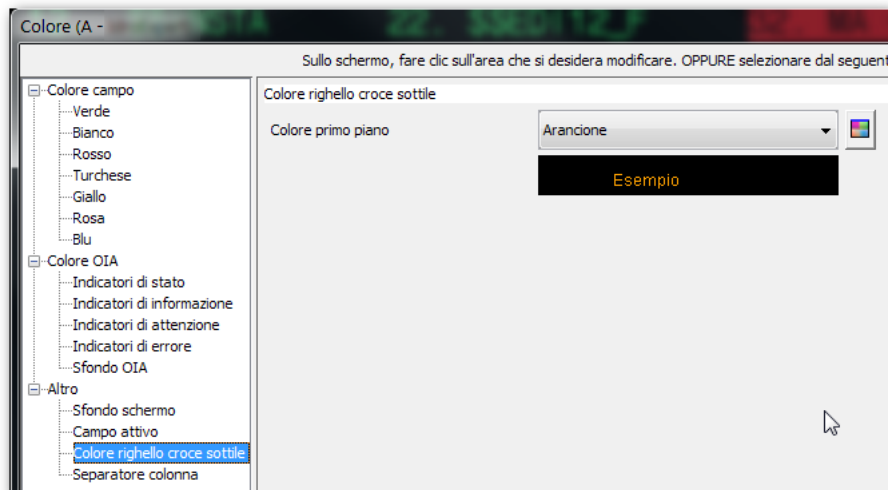 Colore (A -
22. SSEDI12_F
Sullo schermo, fare clic sull'area che si desidera modificare. OPPURE selezionare dal seguent
Colore campo
Verde
Bianco
Rosso
Turchese
Giallo
Rosa
Blu
Colore OIA
Indicatori di stato
Indicatori di informazione
Indicatori di attenzione
Indicatori di errore
Sfondo OIA
Altro
Sfondo schermo
Campo attivo
Colore righello croce sottile
Separatore colonna
Colore righello croce sottile
Colore primo piano
Arancione
Esempio